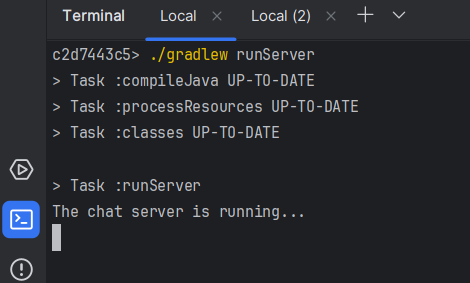 Terminal Local Local (2)
c2d7443c5> ./gradlew runServer
> Task :compileJava UP-TO-DATE
> Task :processResources UP-TO-DATE
> Task :classes UP-TO-DATE
> Task :runServer
The chat server is running...